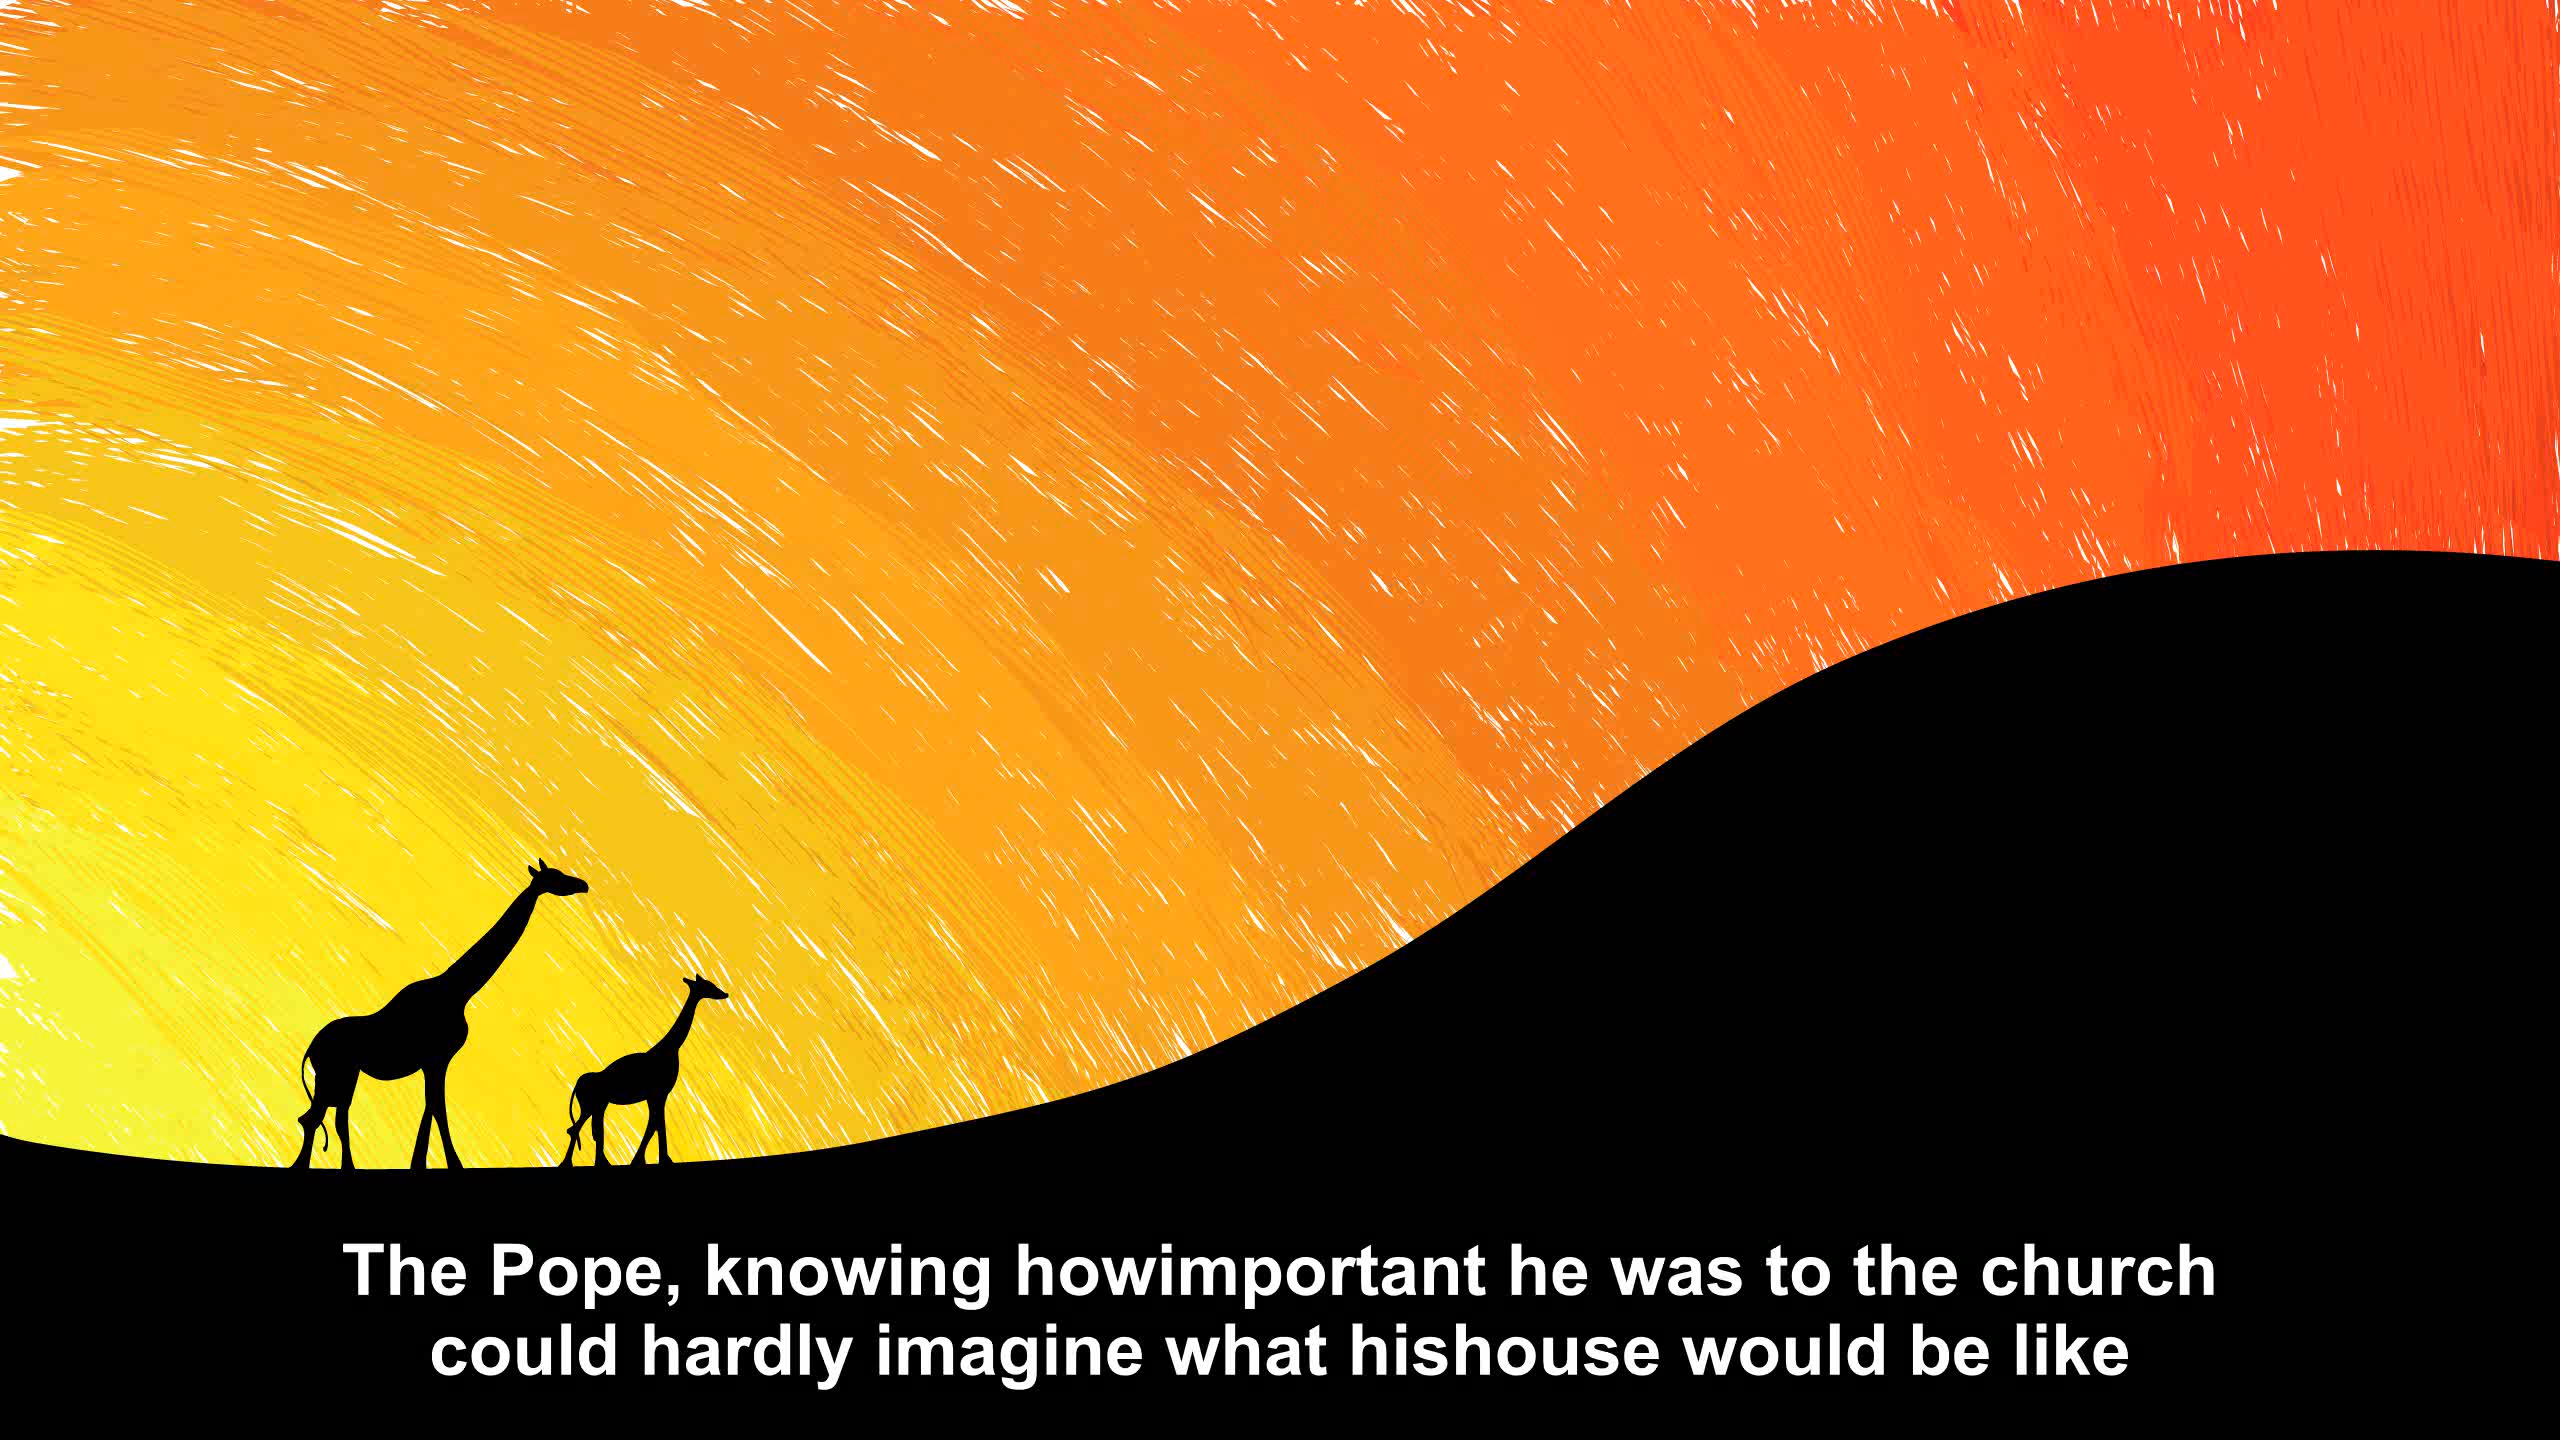 The Pope, knowing howimportant he was to the church
could hardly imagine what hishouse would be like